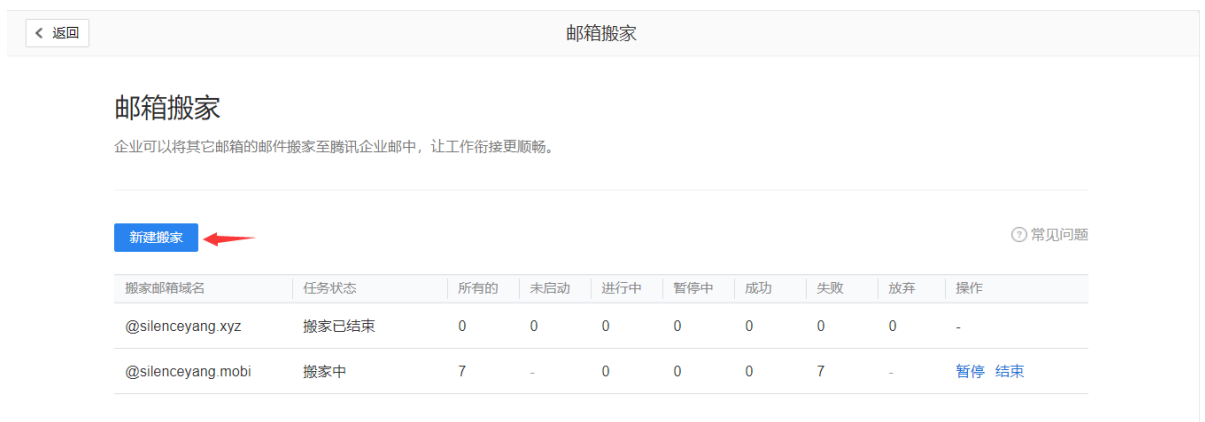 返回
邮箱搬家
邮箱搬家
企业可以将其它邮箱的邮件搬家至腾讯企业邮中，让工作衔接更顺畅。
新建搬家
? 常见问题
搬家邮箱域名 任务状态 所有的 未启动 进行中 暂停中 成功 失败 放弃 操作
@silenceyang.xyz 搬家已结束 0 0 0 0 0 0 0 -
@silenceyang.mobi 搬家中 7 - 0 0 0 7 - 暂停 结束